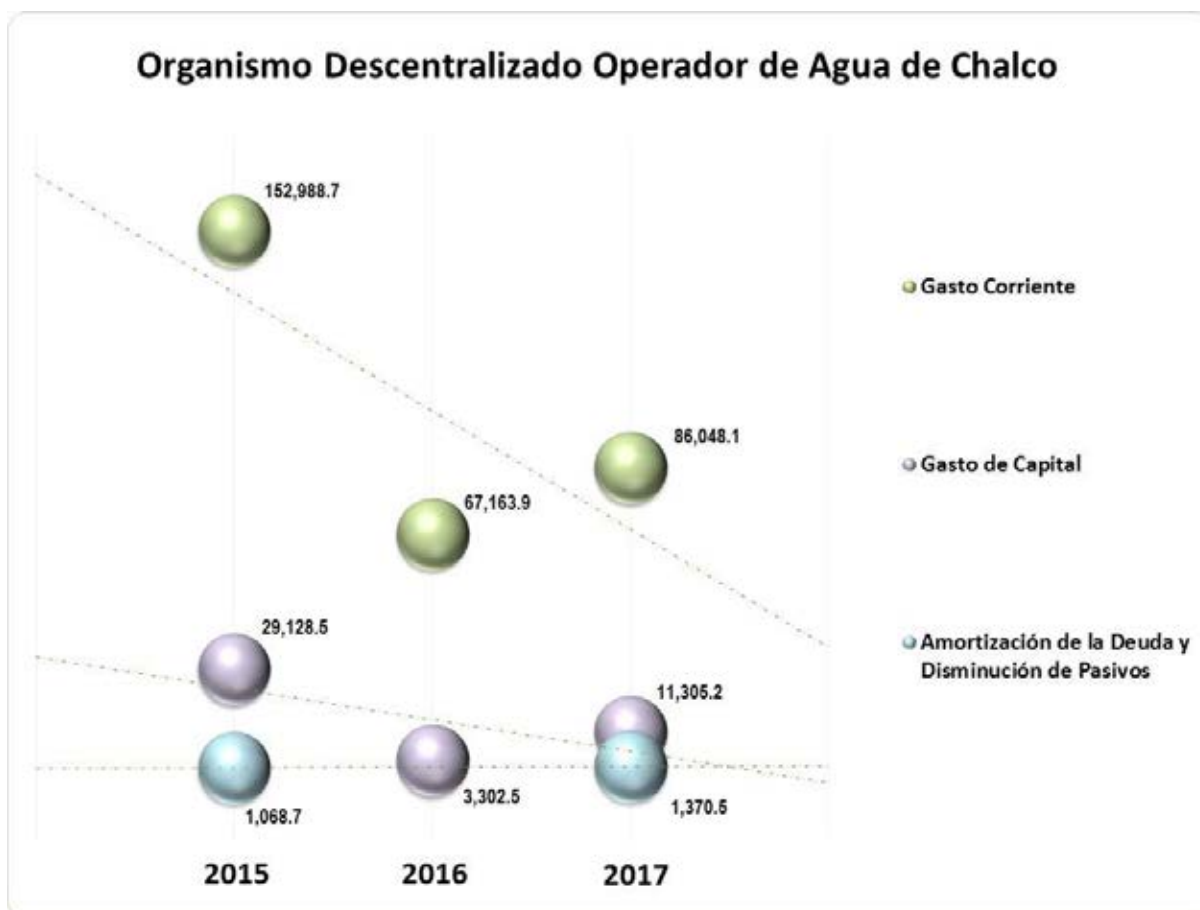 Organismo Descentralizado Operador de Agua de Chalco
152,988.7
86,048.1
67,163.9
29,128.5
11,305.2
1,068.7
3,302.5
1,370.5
2015
2016
2017
Gasto Corriente
Gasto de Capital
Amortización de la Deuda y
Disminución de Pasivos